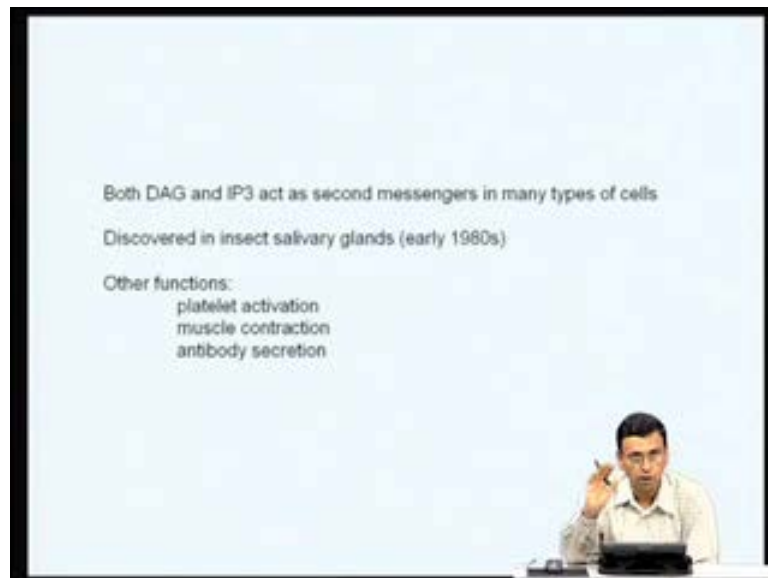 Both DAG and IP3 act as second messengers in many types of cells
Discovered in insect salivary glands (early 1980s)
Other functions:
platelet activation
muscle contraction
antibody secretion